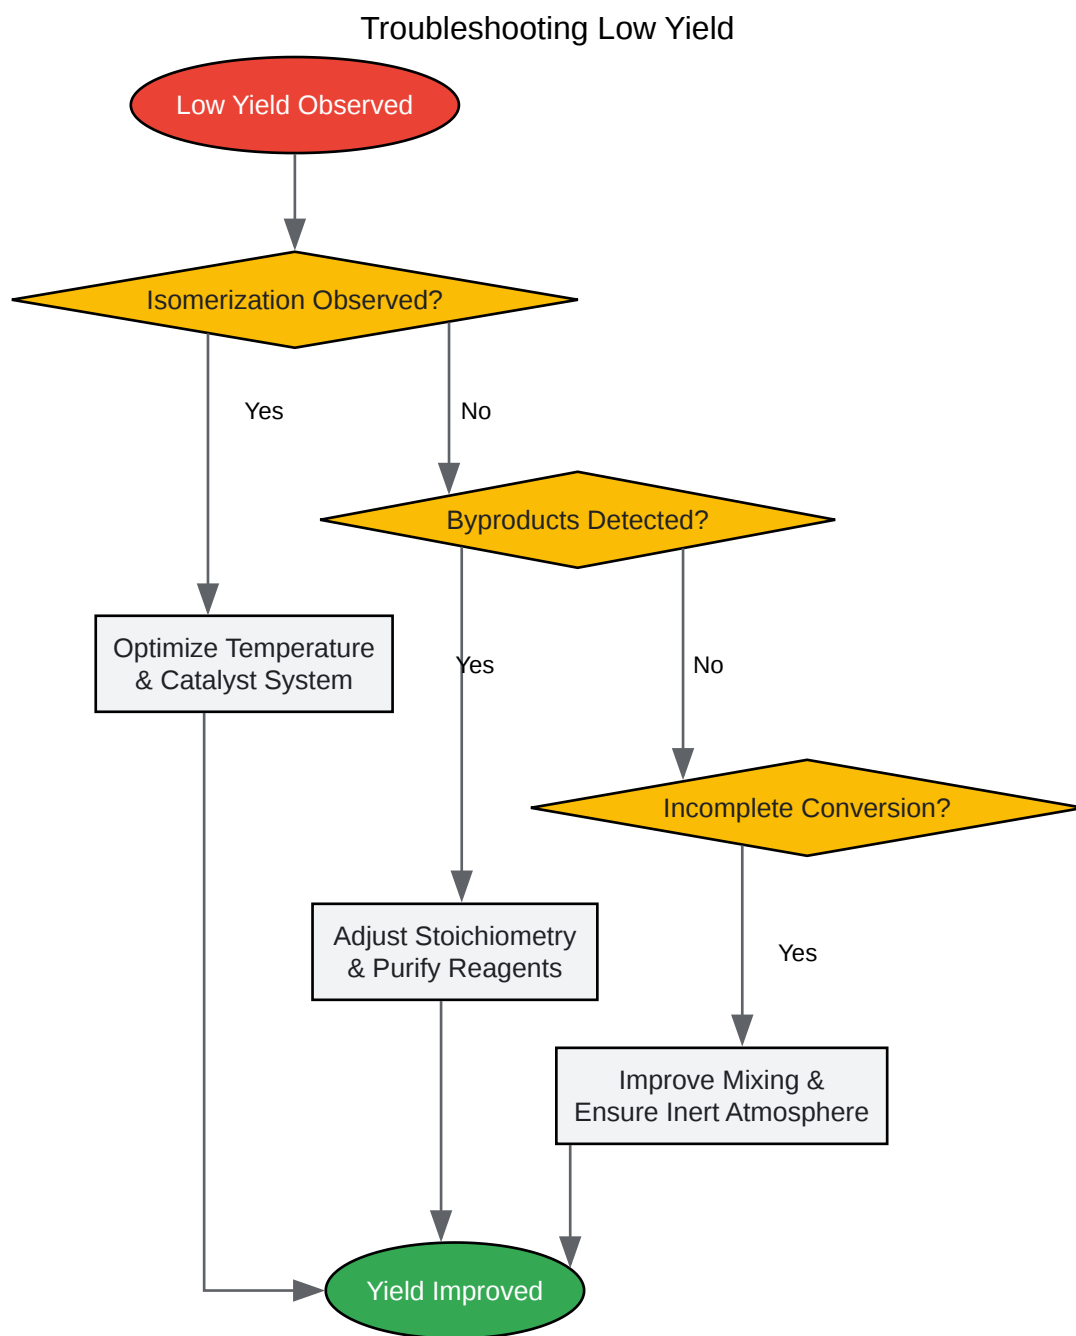 Troubleshooting Low Yield
Low Yield Observed
Isomerization Observed?
Yes
No
Byproducts Detected?
Optimize Temperature
& Catalyst System
Yes
No
Incomplete Conversion?
Adjust Stoichiometry
& Purify Reagents
Yes
Improve Mixing &
Ensure Inert Atmosphere
Yield Improved